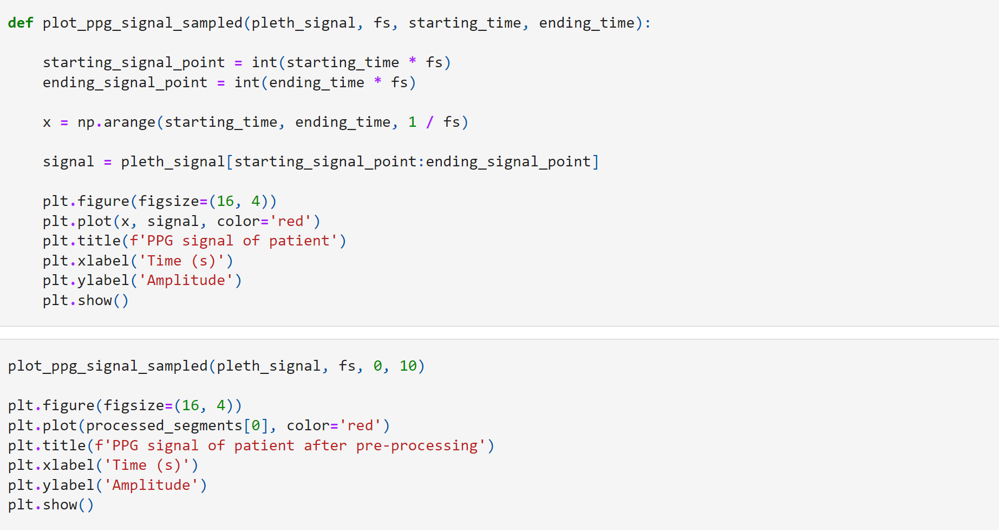 def plot_ppg_signal_sampled(pleth_signal, fs, starting_time, ending_time):
    starting_signal_point = int(starting_time * fs)
    ending_signal_point = int(ending_time * fs)
    x = np.arange(starting_time, ending_time, 1 / fs)
    signal = pleth_signal[starting_signal_point:ending_signal_point]
    plt.figure(figsize=(16, 4))
    plt.plot(x, signal, color='red')
    plt.title(f'PPG signal of patient')
    plt.xlabel('Time (s)')
    plt.ylabel('Amplitude')
    plt.show()
plot_ppg_signal_sampled(pleth_signal, fs, 0, 10)
plt.figure(figsize=(16, 4))
plt.plot(processed_segments[0], color='red')
plt.title(f'PPG signal of patient after pre-processing')
plt.xlabel('Time (s)')
plt.ylabel('Amplitude')
plt.show()